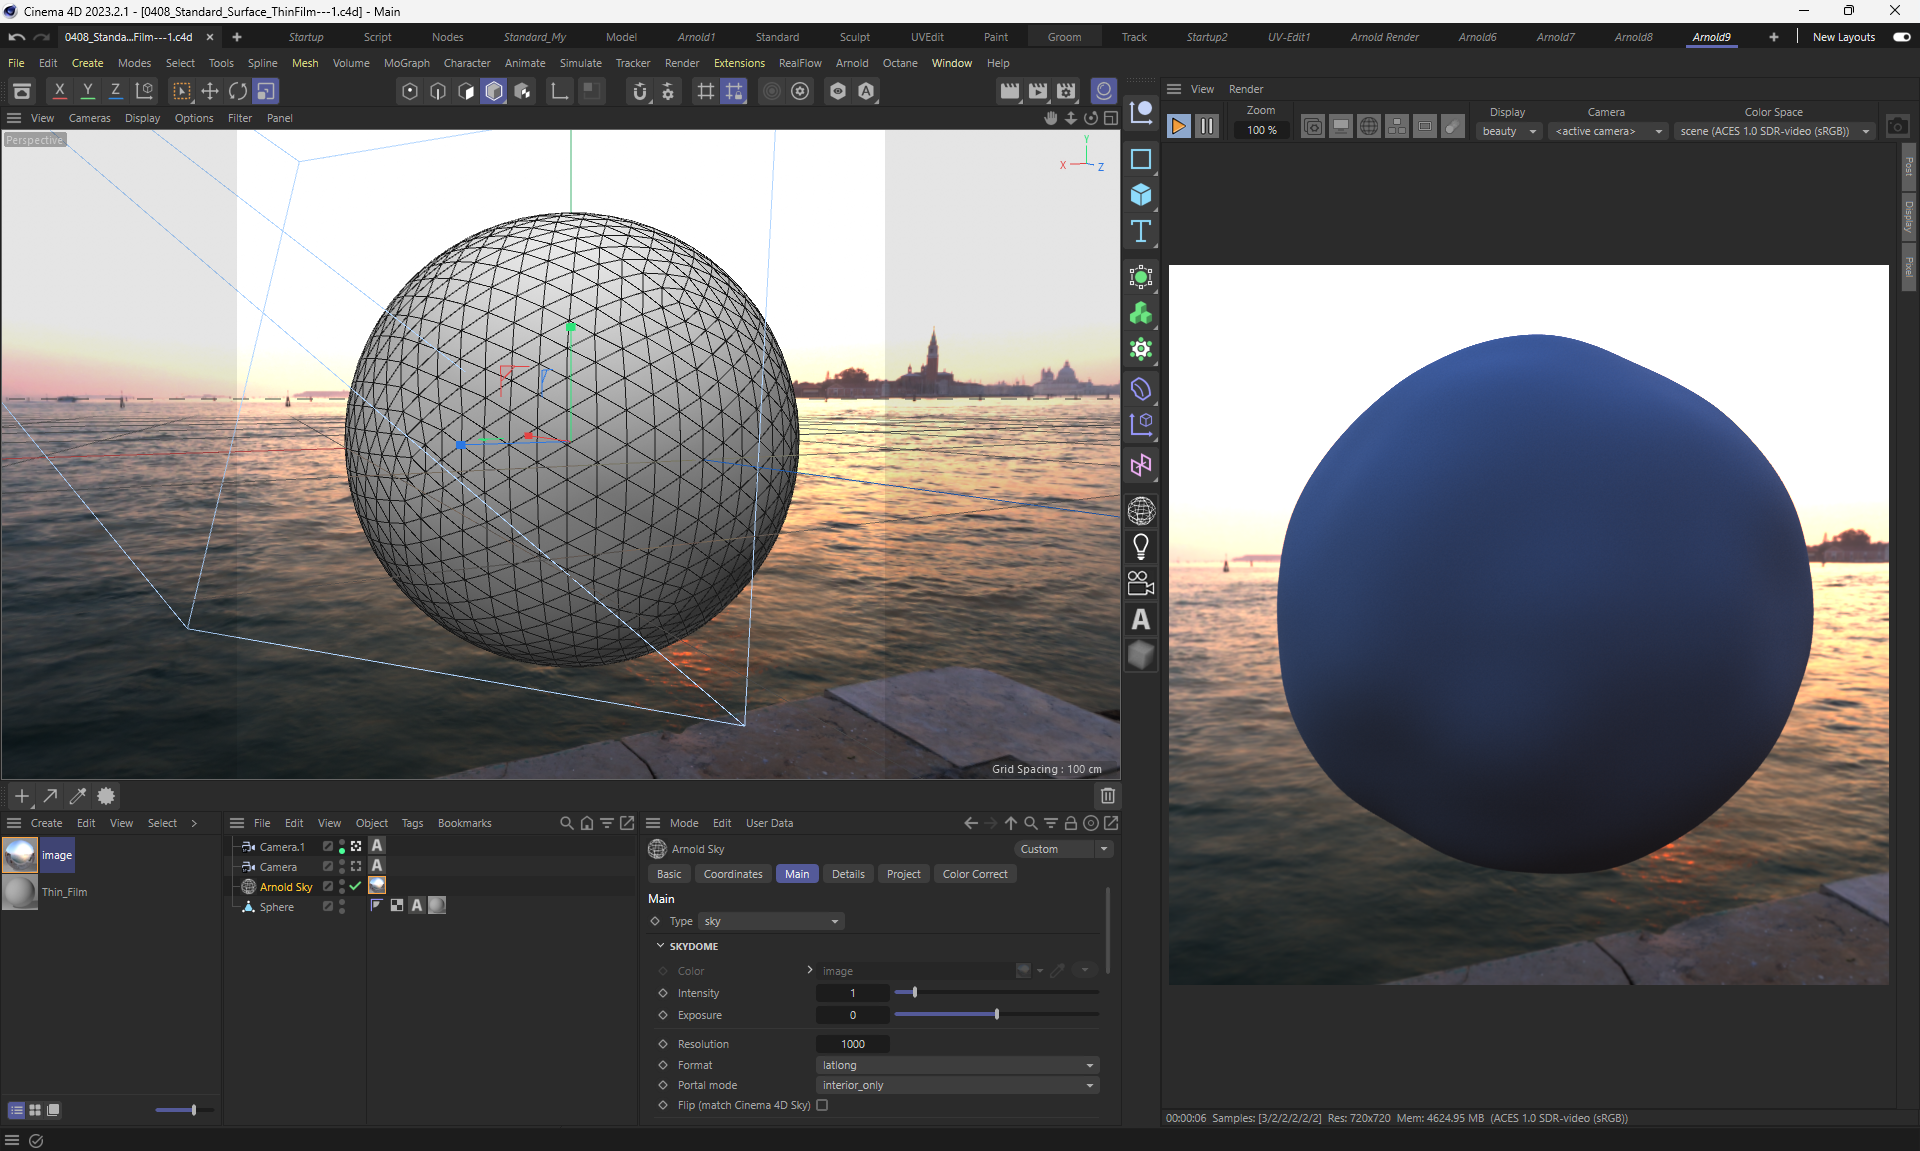 Cinema 4D 2023.2.1 - [0408_Standard_Surface_ThinFilm---1.c4d] - Main
0408_Standa...Film---1.c4d × + Startup Script Nodes Standard_My Model Arnold1 Standard Sculpt UVEdit Paint Groom Track Startup2 UV-Edit1 Arnold Render Arnold6 Arnold7 Arnold8 Arnold9 + New Layouts
File Edit Create Modes Select Tools Spline Mesh Volume MoGraph Character Animate Simulate Tracker Render Extensions RealFlow Arnold Octane Window Help
X Y Z
View Cameras Display Options Filter Panel
Perspective
Y
X Z
Grid Spacing : 100 cm
View Render
Zoom Display Camera Color Space
100 % beauty <active camera> scene (ACES 1.0 SDR-video (sRGB))
Post
Display
Pixel
00:00:06 Samples: [3/2/2/2/2/2] Res: 720x720 Mem: 4624.95 MB (ACES 1.0 SDR-video (sRGB))
Create Edit View Select
image
Thin_Film
File Edit View Object Tags Bookmarks
Camera.1
Camera
Arnold Sky
Sphere
Mode Edit User Data
Arnold Sky Custom
Basic Coordinates Main Details Project Color Correct
Main
Type sky
SKYDOME
Color image
Intensity 1
Exposure 0
Resolution 1000
Format latlong
Portal mode interior_only
Flip (match Cinema 4D Sky)